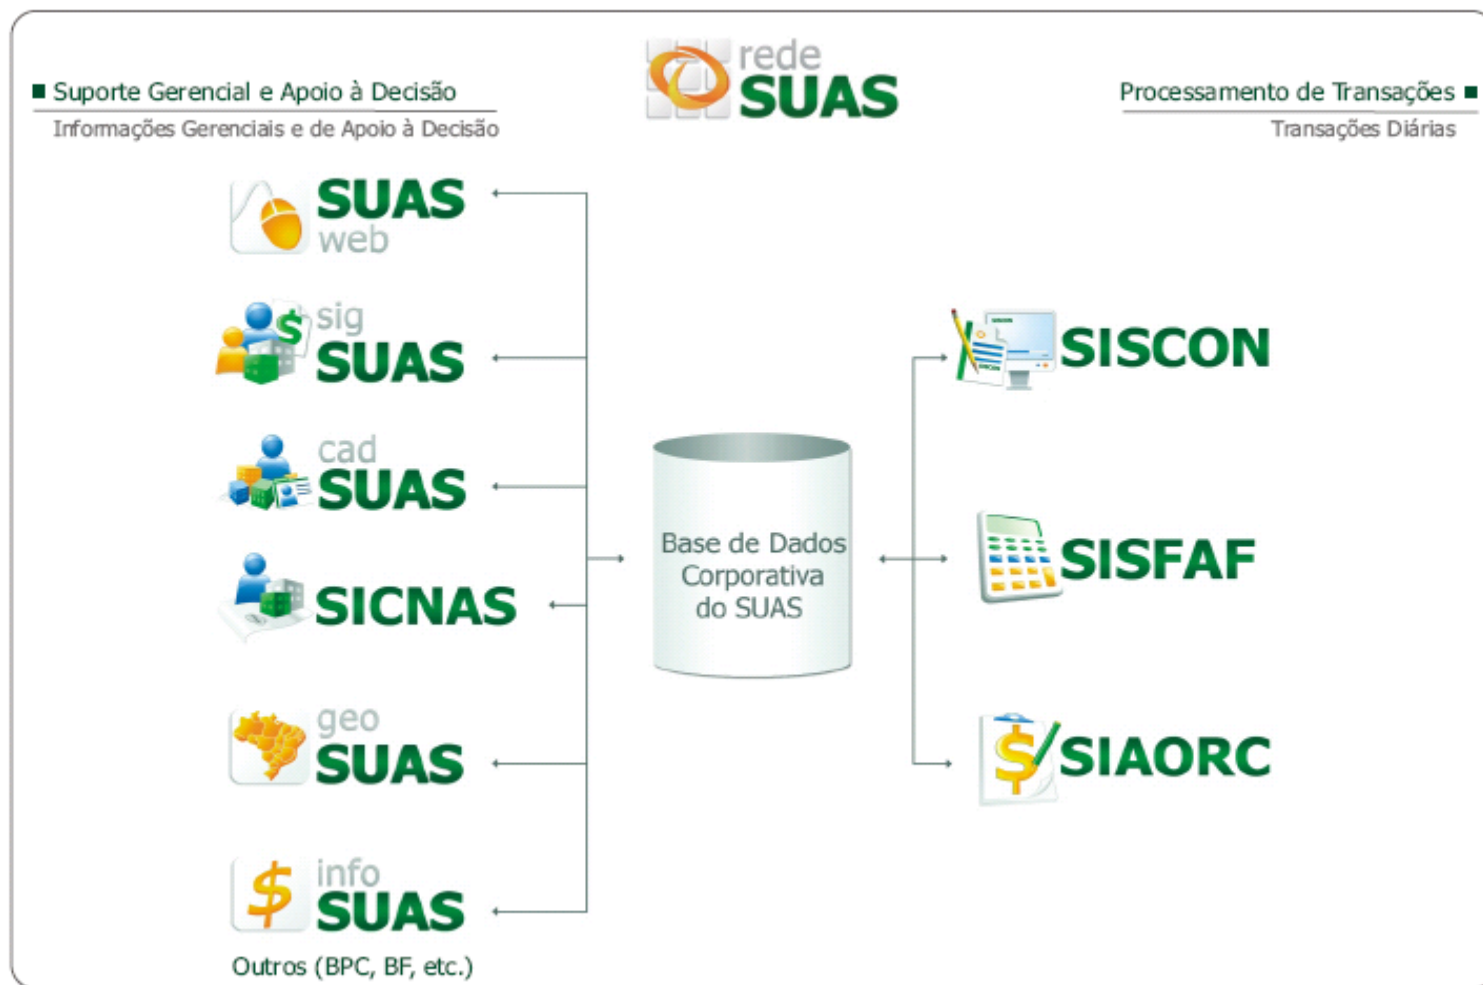 rede
SUAS
Suporte Gerencial e Apoio à Decisão
Informações Gerenciais e de Apoio à Decisão
Processamento de Transações
Transações Diárias
SUAS
web
sig
SUAS
cad
SUAS
SICNAS
geo
SUAS
info
SUAS
Outros (BPC, BF, etc.)
Base de Dados
Corporativa
do SUAS
SISCON
SISCON
SISCON
SISFAF
SIAORC